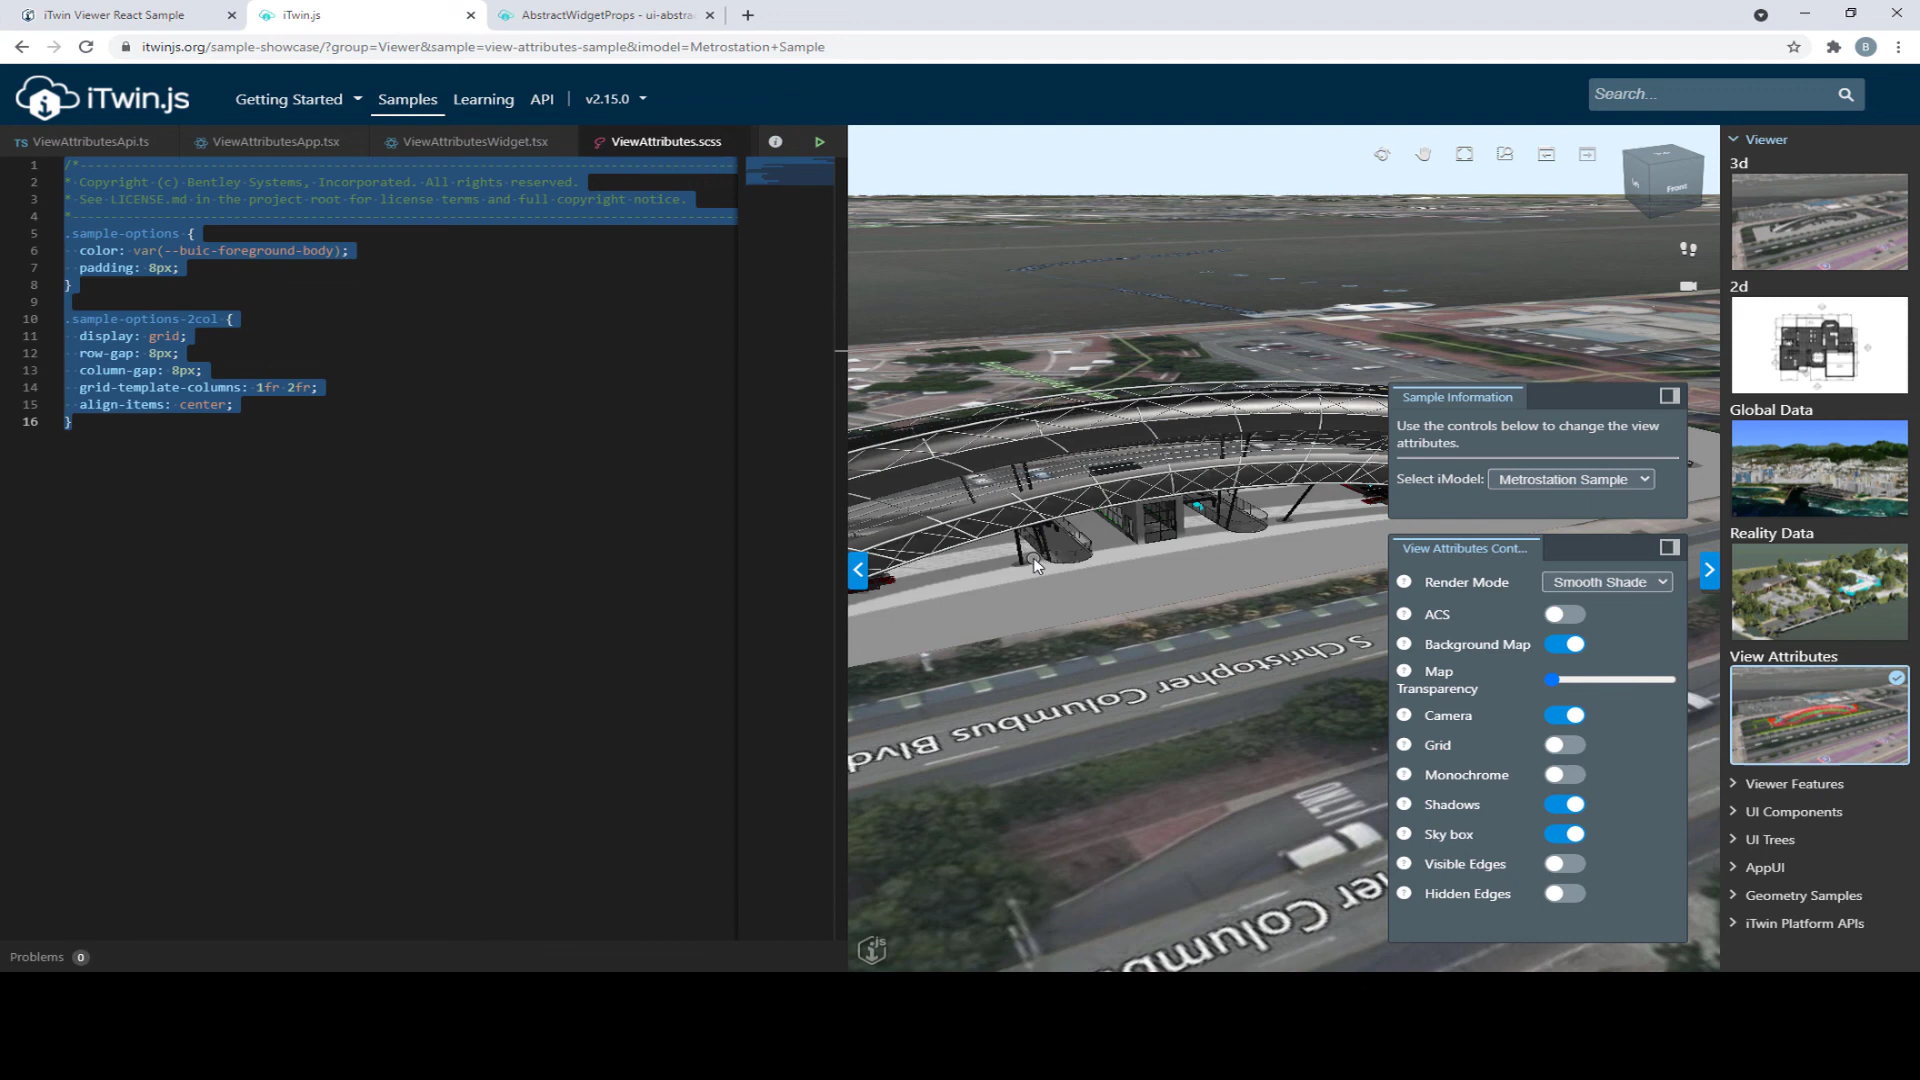 iTwin Viewer React Sample
iTwin.js
AbstractWidgetProps - ui-abstra
itwinjs.org/sample-showcase/?group=Viewer&sample=view-attributes-sample&imodel=Metrostation+Sample
B
iTwin.js
Getting Started
Samples
Learning
API
v2.15.0
Search...
TS ViewAttributesApi.ts
ViewAttributesApp.tsx
ViewAttributesWidget.tsx
ViewAttributes.scss
1 /*---------------------------------------------------------------------------------------------
2 * Copyright (c) Bentley Systems, Incorporated. All rights reserved.
3 * See LICENSE.md in the project root for license terms and full copyright notice.
4 *---------------------------------------------------------------------------------------------
5 .sample-options {
6 color: var(--buic-foreground-body);
7 padding: 8px;
8 }
9
10 .sample-options-2col {
11 display: grid;
12 row-gap: 8px;
13 column-gap: 8px;
14 grid-template-columns: 1fr 2fr;
15 align-items: center;
16 }
Problems 0
Front
S Christopher Columbus Blvd
ONLY
Sample Information
Use the controls below to change the view
attributes.
Select iModel: Metrostation Sample
View Attributes Cont...
Render Mode Smooth Shade
ACS
Background Map
Map
Transparency
Camera
Grid
Monochrome
Shadows
Sky box
Visible Edges
Hidden Edges
Viewer
3d
2d
Global Data
Reality Data
View Attributes
Viewer Features
UI Components
UI Trees
AppUI
Geometry Samples
iTwin Platform APIs